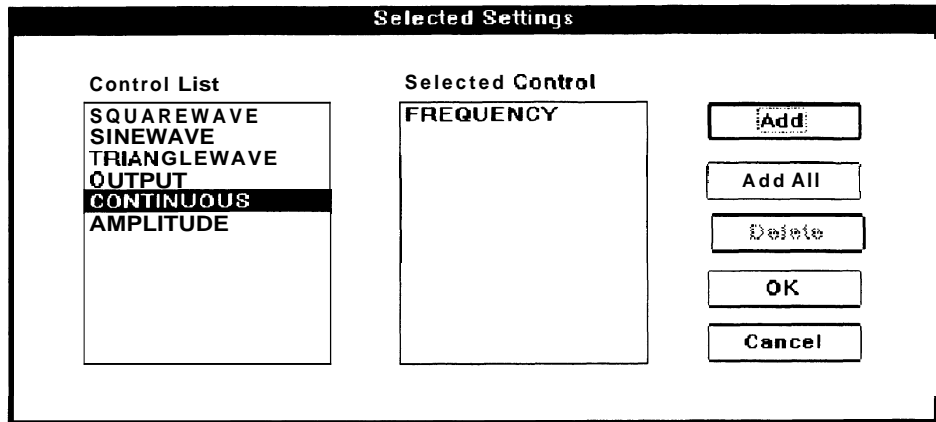 Selected Settings
Control List
SQUAREWAVE
SINEWAVE
TRIANGLEWAVE
OUTPUT
CONTINUOUS
AMPLITUDE
Selected Control
FREQUENCY
Add
Add All
Delete
OK
Cancel